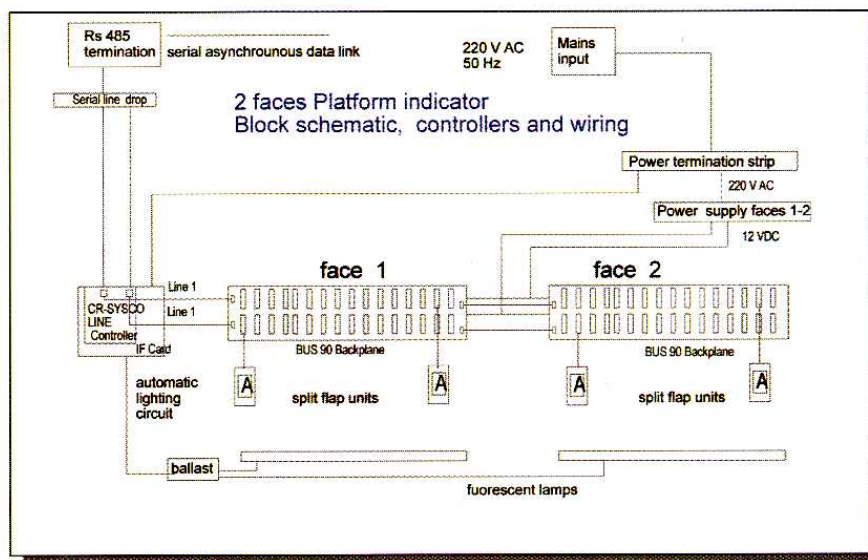 Rs 485
termination
serial asynchrounous data link
220 V AC
50 Hz
Mains
input
Serial line drop
2 faces Platform indicator
Block schematic, controllers and wiring
Power termination strip
220 V AC
Power supply faces 1-2
12 VDC
face 1
face 2
Line 1
Line 1
CR-SYSCO
LINE
Controller
IF Card
BUS 90 Backplane
BUS 90 Backplane
automatic
lighting
circuit
A
split flap units
A
A
split flap units
A
ballast
fuorescent lamps